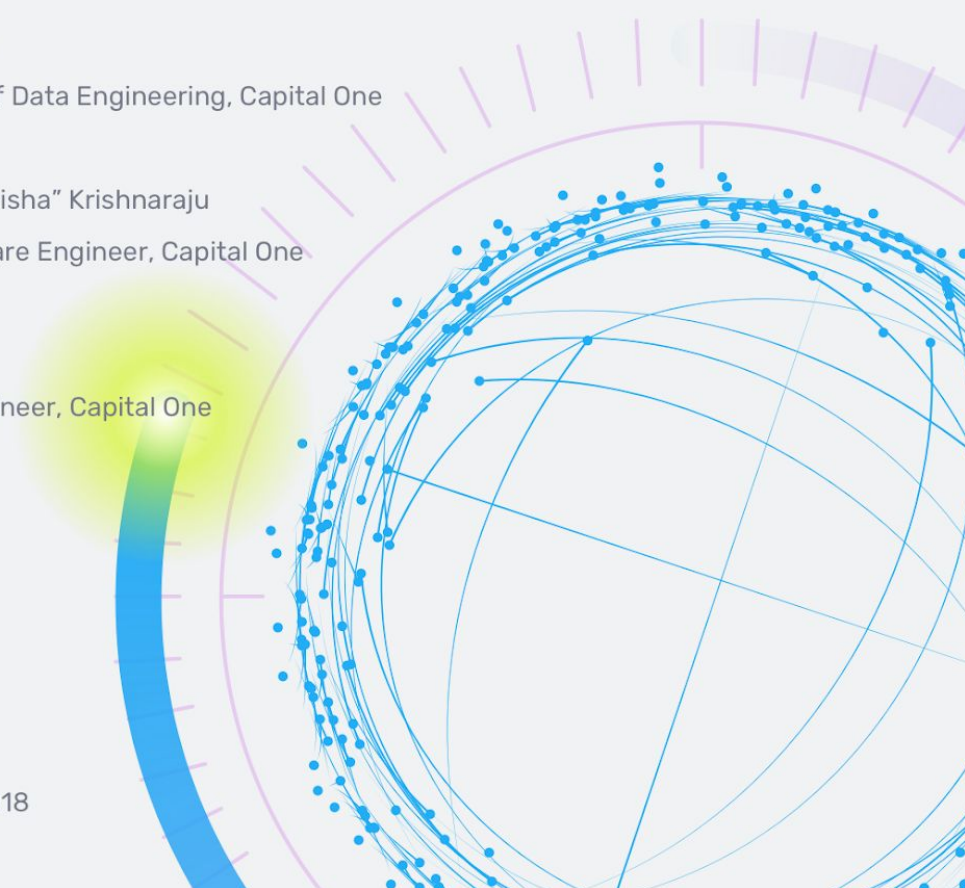 f Data Engineering, Capital One
isha” Krishnaraju
are Engineer, Capital One
neer, Capital One
18